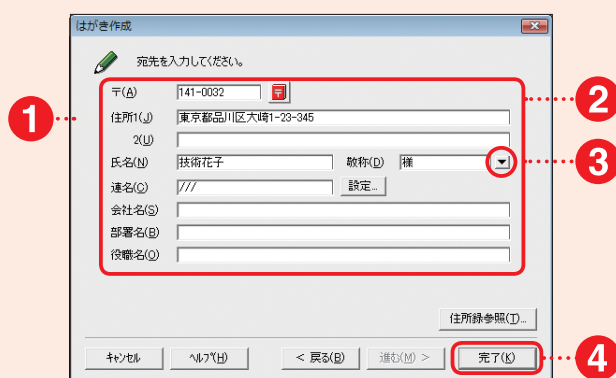 はがき作成
宛先を入力してください。
〒(A) 141-0032 〒
住所1(J) 東京都品川区大崎1-23-345
2(U)
氏名(N) 技術花子 敬称(D) 様
連名(C) /// 設定...
会社名(S)
部署名(B)
役職名(O)
住所録参照(T)...
キャンセル ヘルプ(H) < 戻る(B) 進む(M) > 完了(K)
1
2
3
4